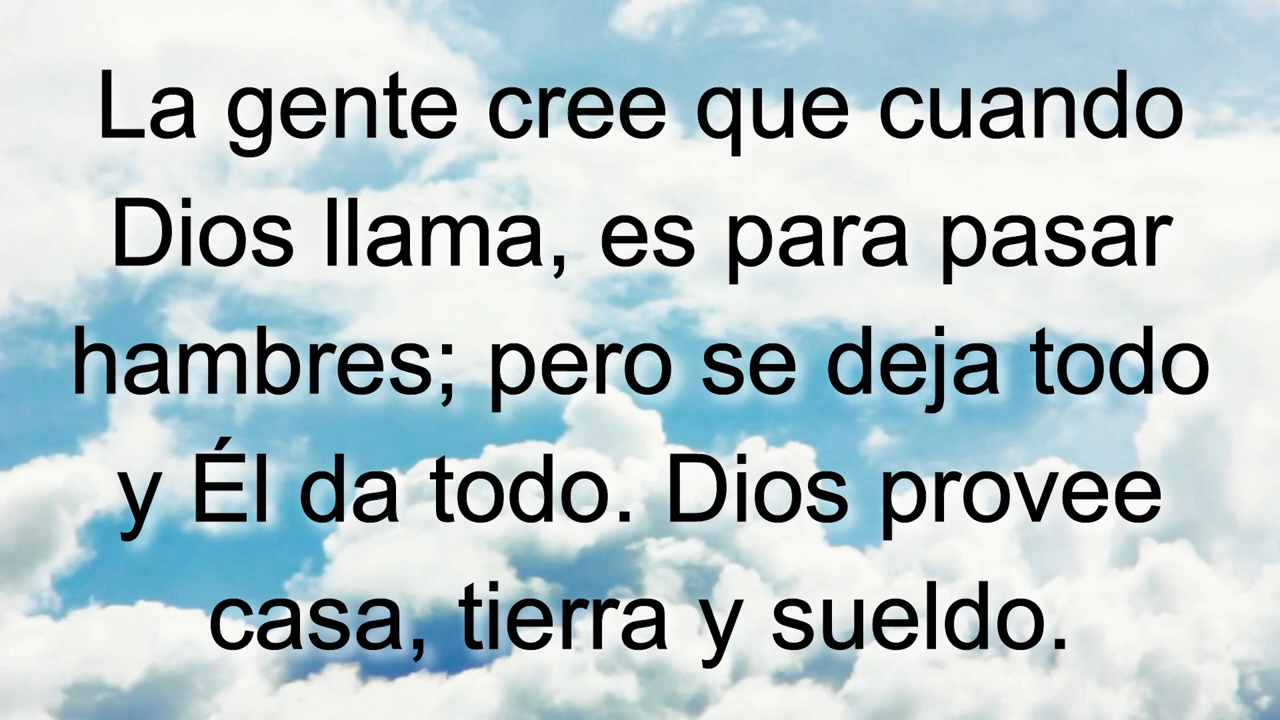 La gente cree que cuando
Dios llama, es para pasar
hambres; pero se deja todo
y Él da todo. Dios provee
casa, tierra y sueldo.